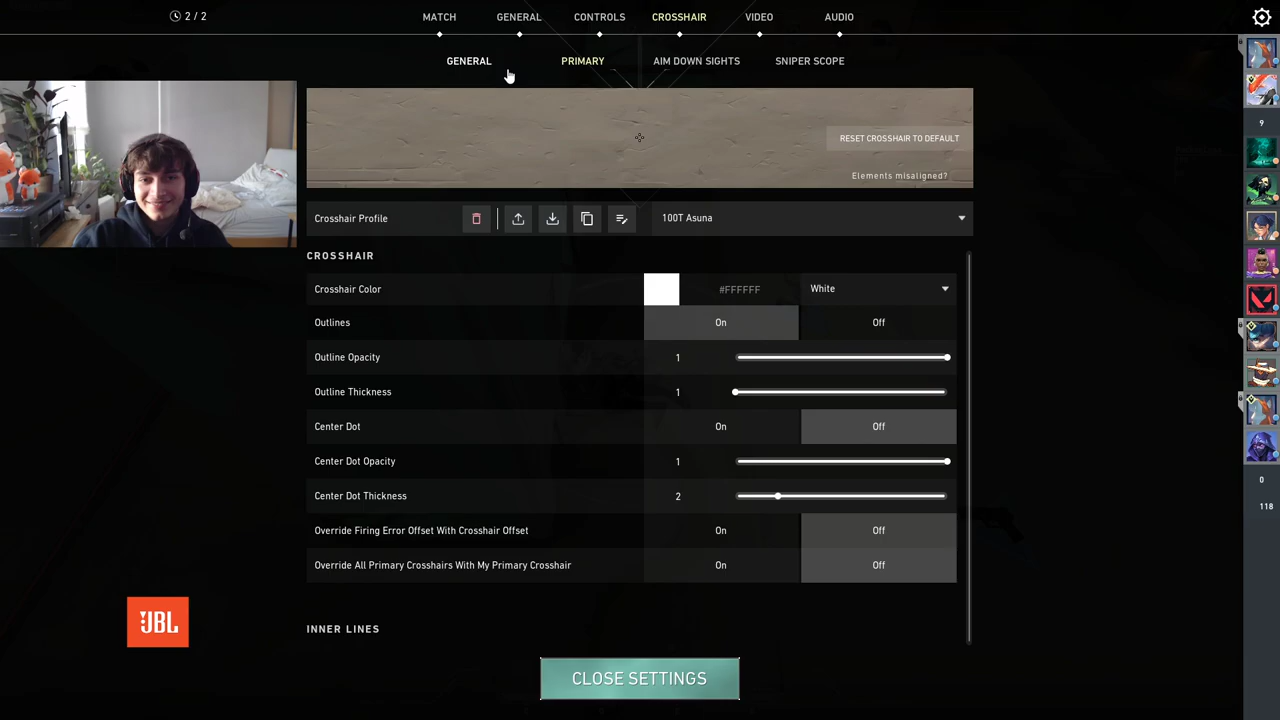 2 / 2
MATCH
GENERAL
CONTROLS
CROSSHAIR
VIDEO
AUDIO
GENERAL
PRIMARY
AIM DOWN SIGHTS
SNIPER SCOPE
RESET CROSSHAIR TO DEFAULT
Elements misaligned?
Crosshair Profile
100T Asuna
CROSSHAIR
Crosshair Color
#FFFFFF
White
Outlines
On
Off
Outline Opacity
1
Outline Thickness
1
Center Dot
On
Off
Center Dot Opacity
1
Center Dot Thickness
2
Override Firing Error Offset With Crosshair Offset
On
Off
Override All Primary Crosshairs With My Primary Crosshair
On
Off
INNER LINES
CLOSE SETTINGS
JBL
9
0
118